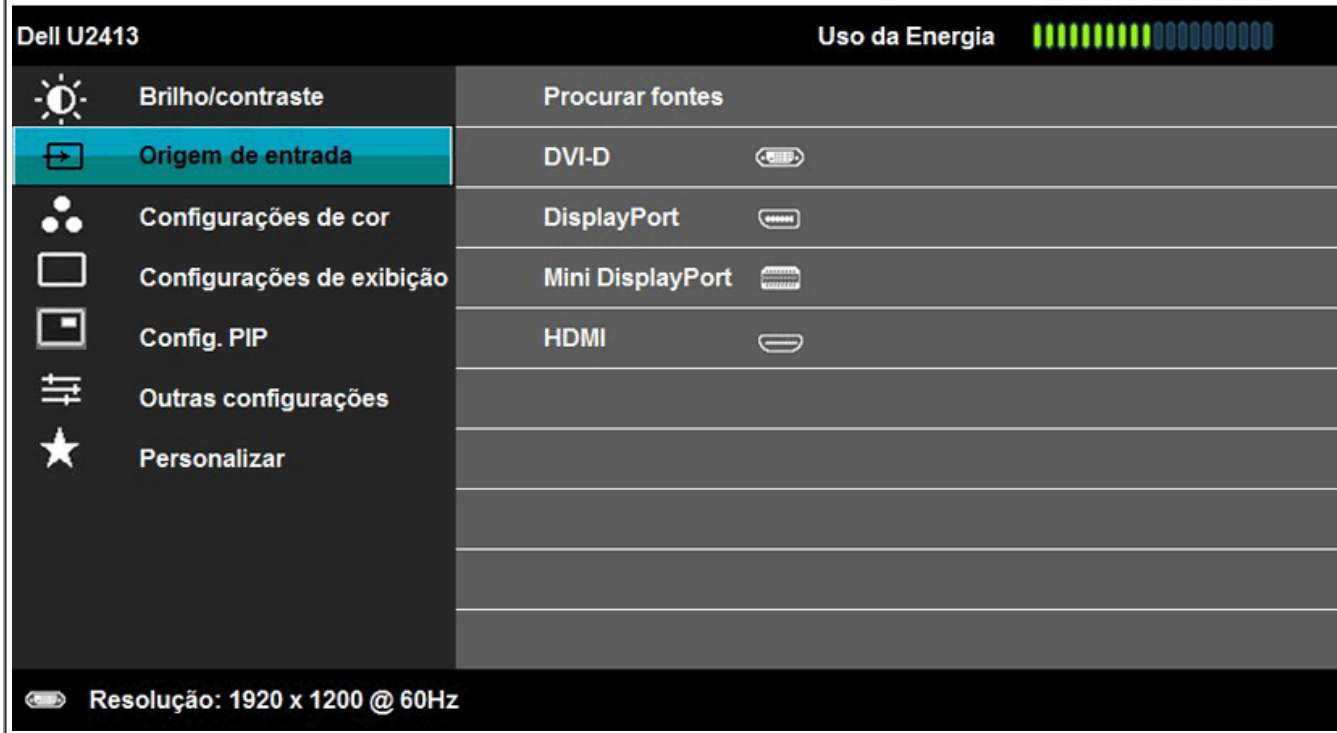 Dell U2413 Uso da Energia
Brilho/contraste Procurar fontes
Origem de entrada DVI-D
Configurações de cor DisplayPort
Configurações de exibição Mini DisplayPort
Config. PIP HDMI
Outras configurações
Personalizar
Resolução: 1920 x 1200 @ 60Hz